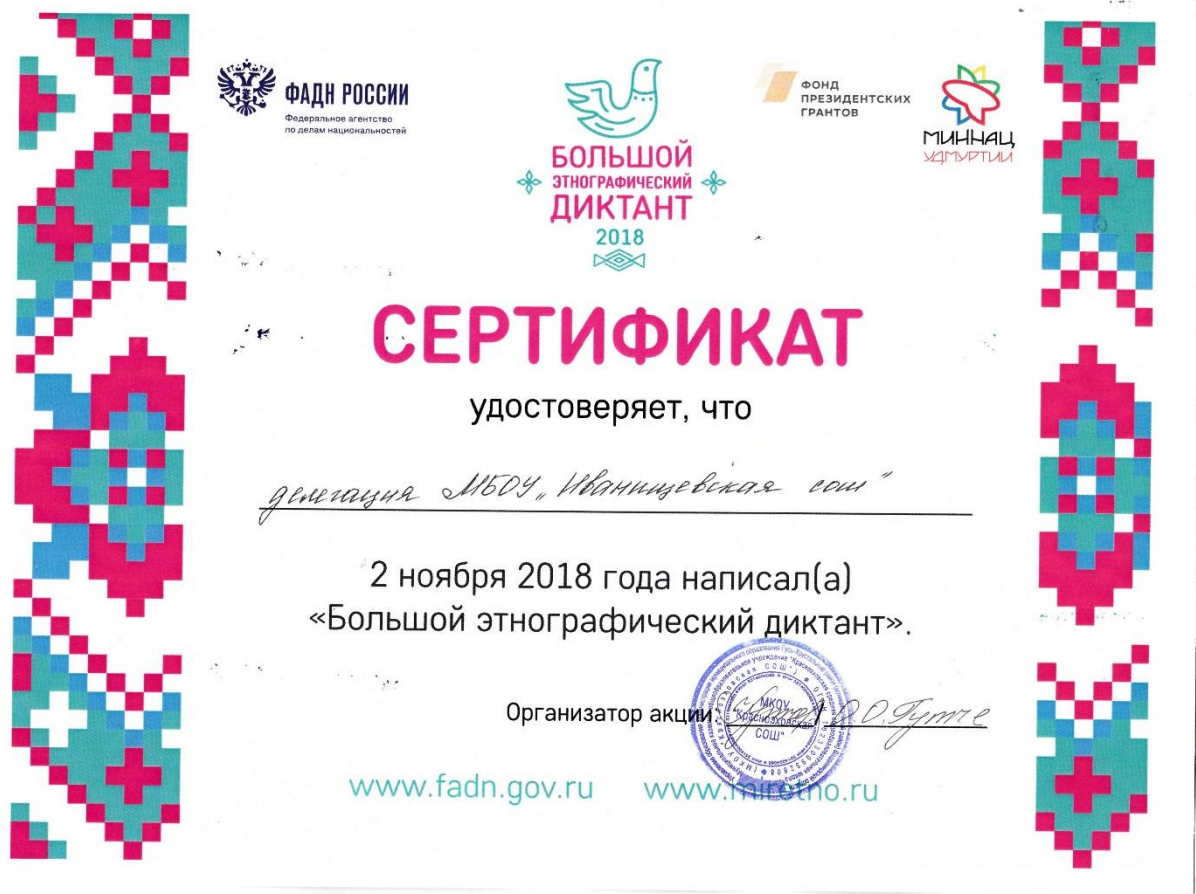 ФАДН РОССИИ
Федеральное агентство
по делам национальностей
БОЛЬШОЙ
ЭТНОГРАФИЧЕСКИЙ
ДИКТАНТ
2018
ФОНД
ПРЕЗИДЕНТСКИХ
ГРАНТОВ
МИННАЦ
УДМУРТИИ
СЕРТИФИКАТ
удостоверяет, что
делегация МБОУ „Иванищевская сош"
2 ноября 2018 года написал(а)
«Большой этнографический диктант».
Организатор акции:
МКОУ
"Краснознаменская
СОШ"
www.fadn.gov.ru www.miretno.ru